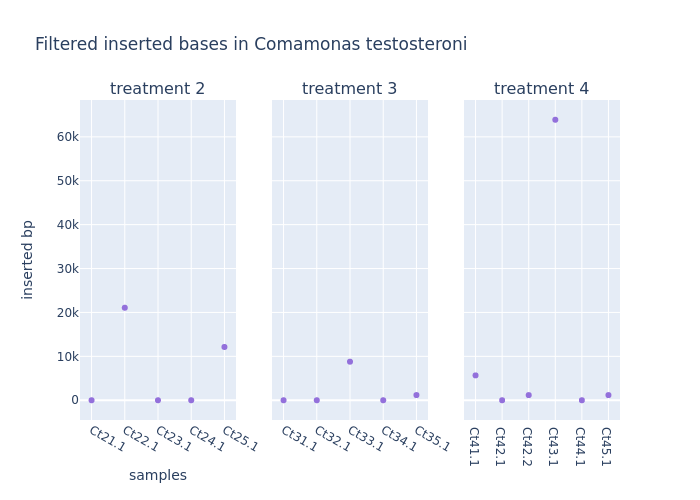 Filtered inserted bases in Comamonas testosteroni
treatment 2
treatment 3
treatment 4
inserted bp
60k
50k
40k
30k
20k
10k
0
Ct21.1
Ct22.1
Ct23.1
Ct24.1
Ct25.1
Ct31.1
Ct32.1
Ct33.1
Ct34.1
Ct35.1
Ct41.1
Ct42.1
Ct42.2
Ct43.1
Ct44.1
Ct45.1
samples